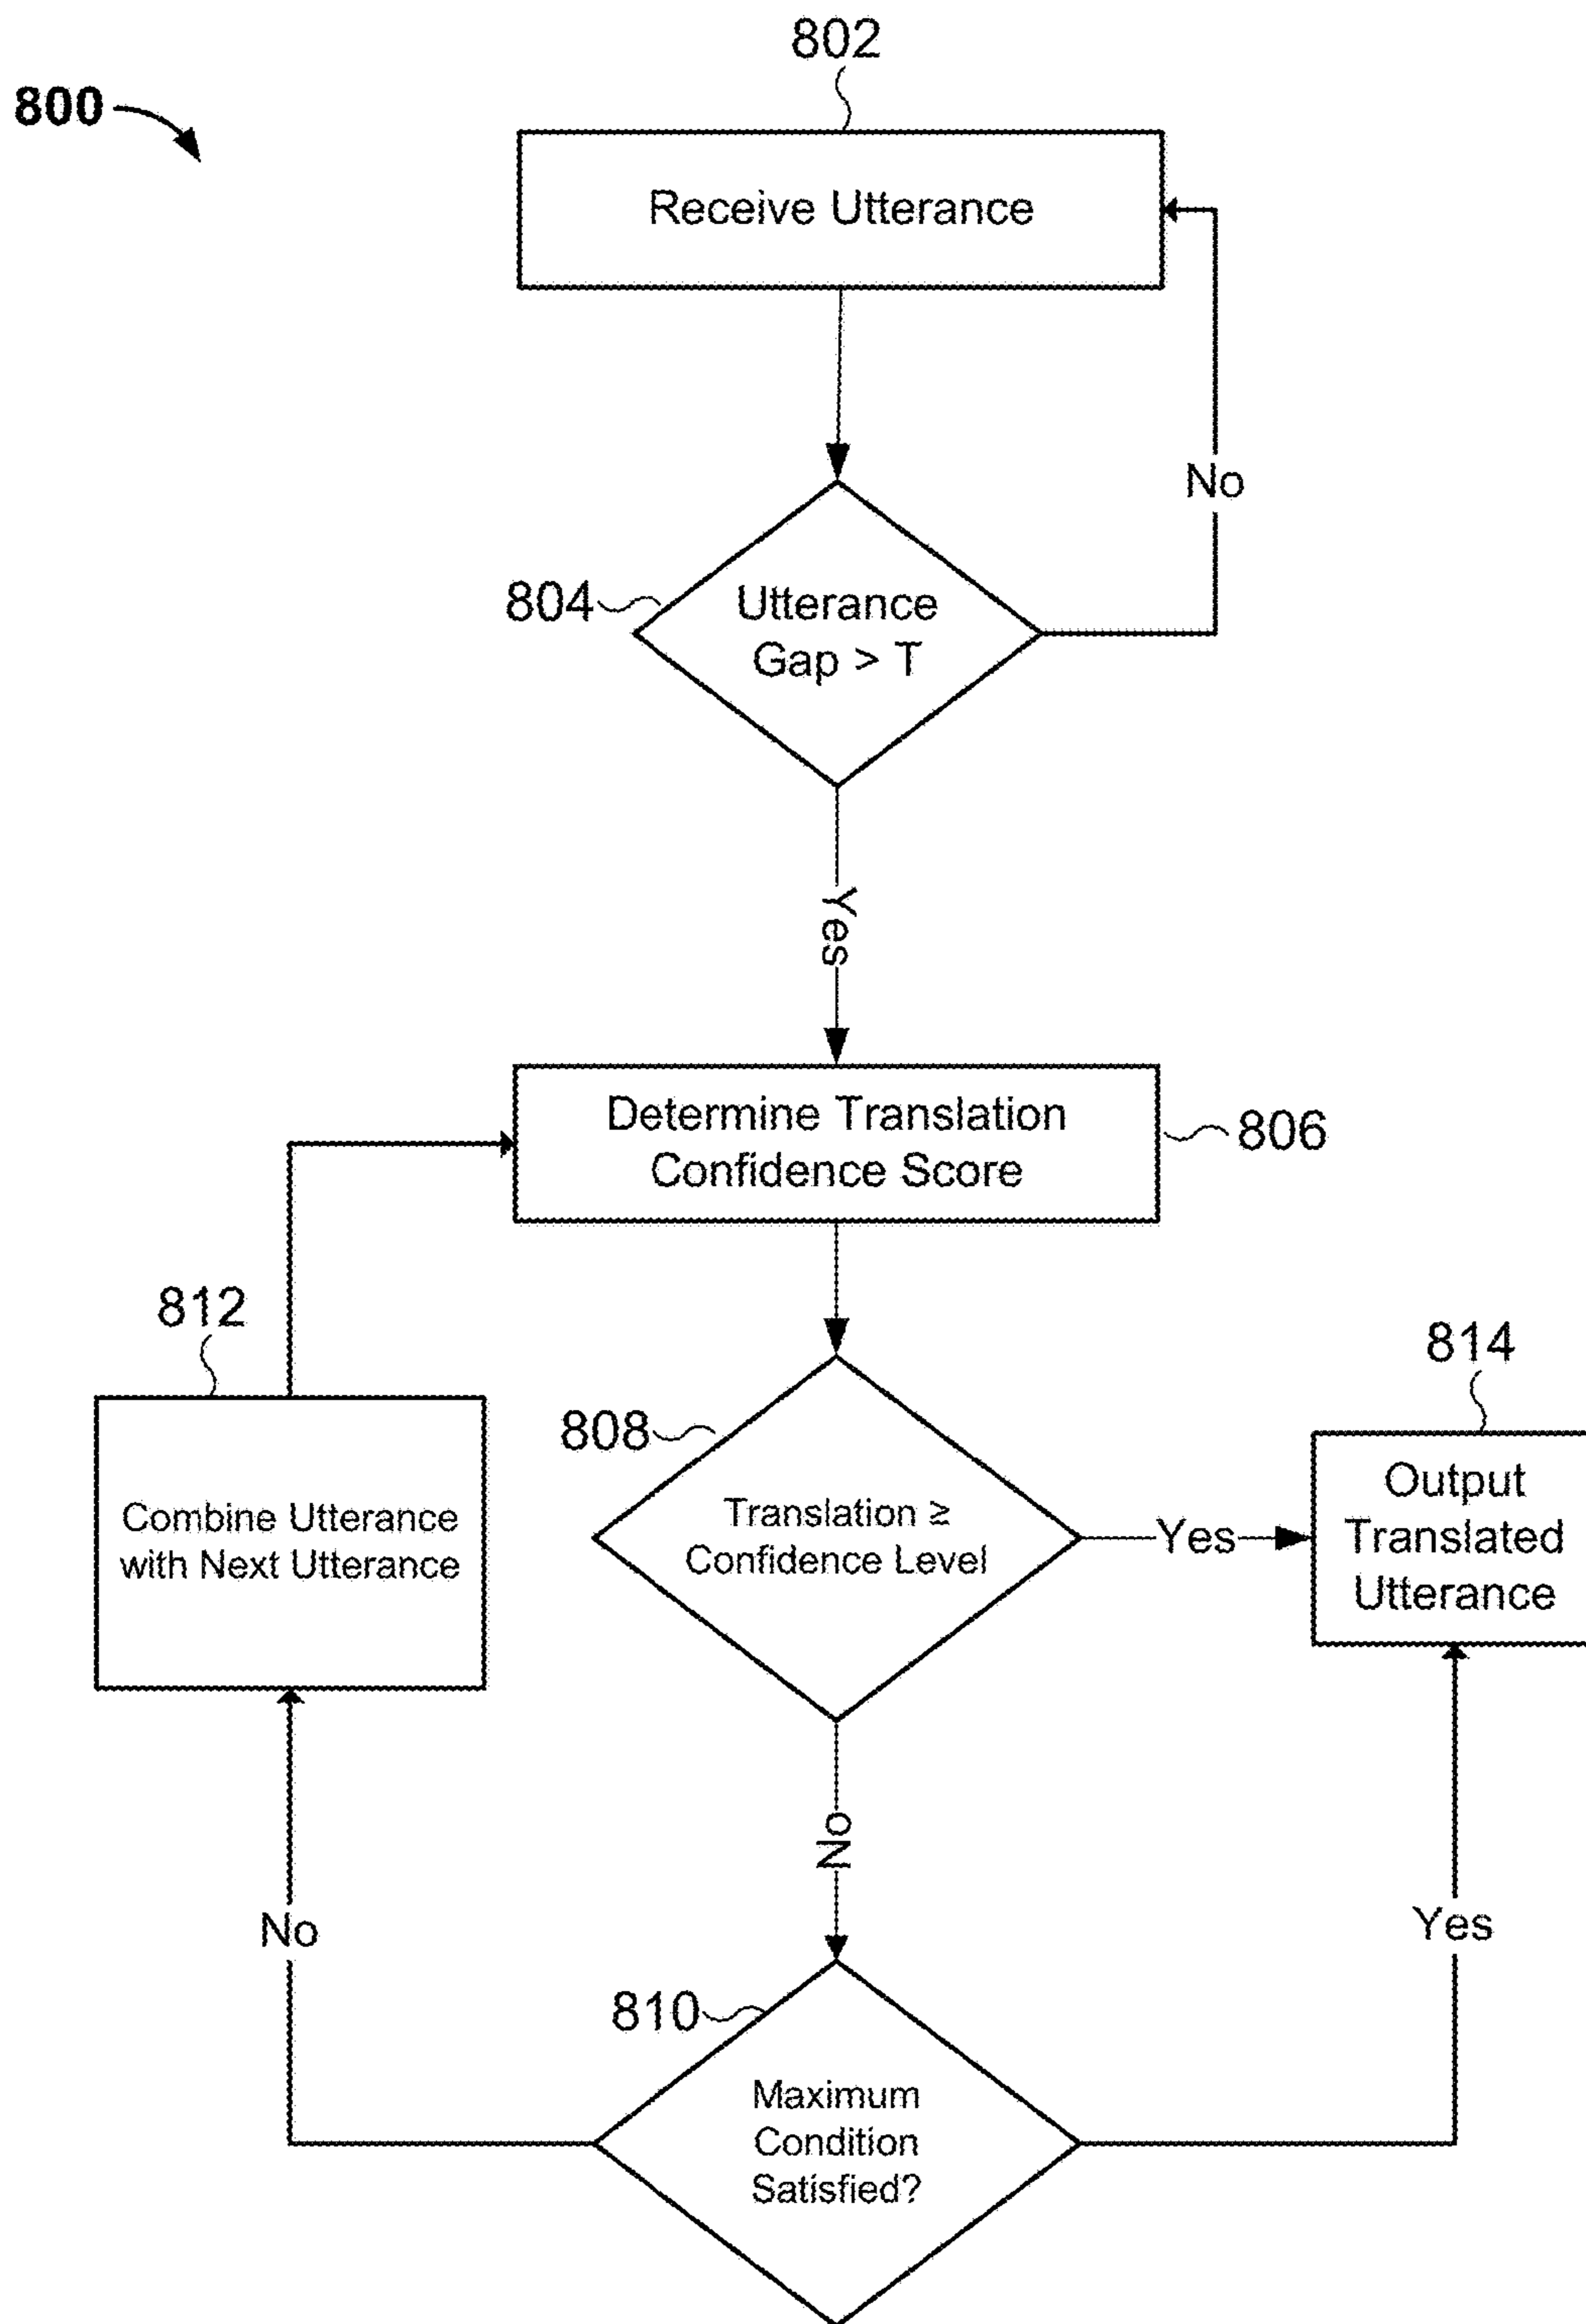 802
800
Receive Utterance
No
804
Utterance
Gap > T
Yes
Determine Translation
Confidence Score
806
812
814
808
Combine Utterance
with Next Utterance
Translation ≥
Confidence Level
Yes
Output
Translated
Utterance
No
No
Yes
810
Maximum
Condition
Satisfied?